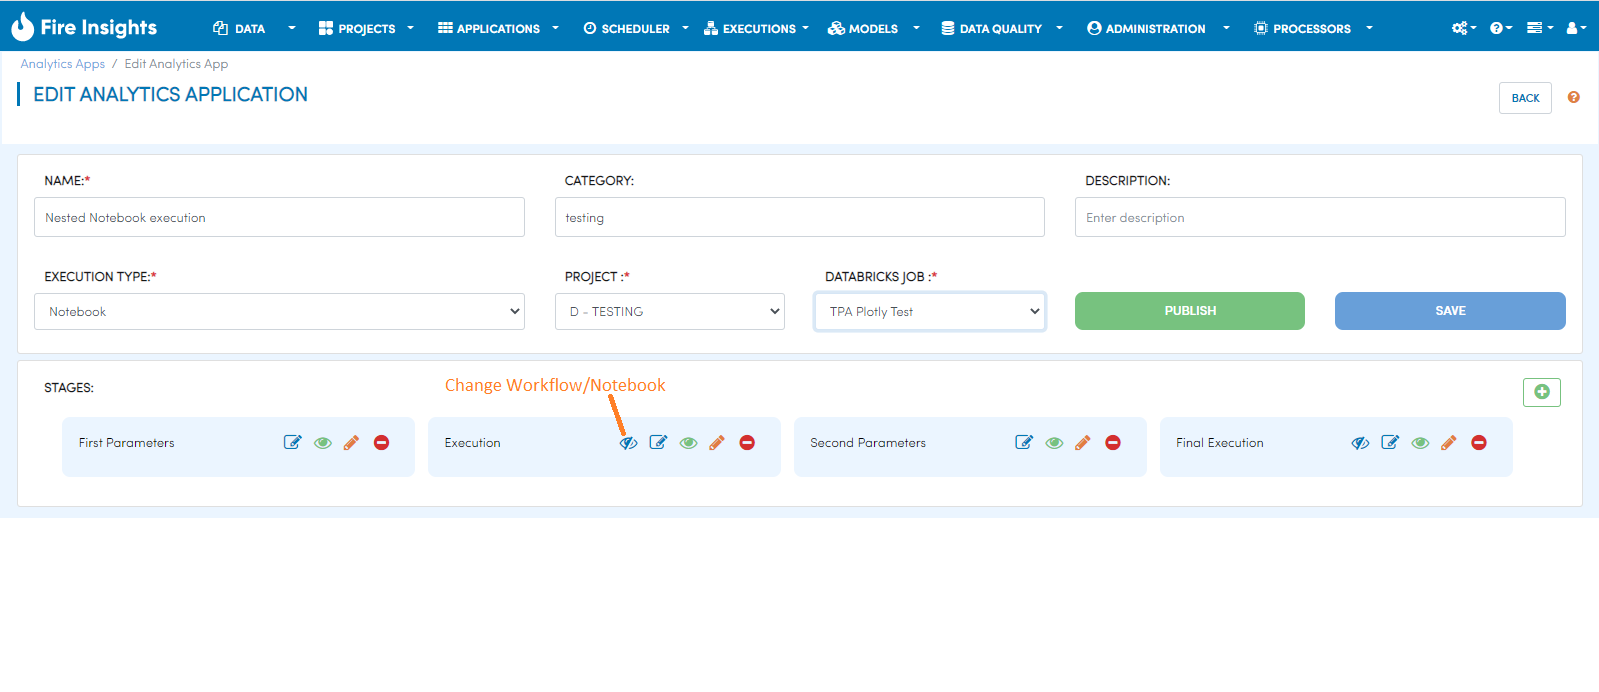 Fire Insights DATA PROJECTS APPLICATIONS SCHEDULER EXECUTIONS MODELS DATA QUALITY ADMINISTRATION PROCESSORS
Analytics Apps / Edit Analytics App
EDIT ANALYTICS APPLICATION
BACK
NAME:* CATEGORY: DESCRIPTION:
Nested Notebook execution testing Enter description
EXECUTION TYPE:* PROJECT :* DATABRICKS JOB :*
Notebook D - TESTING TPA Plotly Test PUBLISH SAVE
STAGES:
Change Workflow/Notebook
First Parameters Execution Second Parameters Final Execution